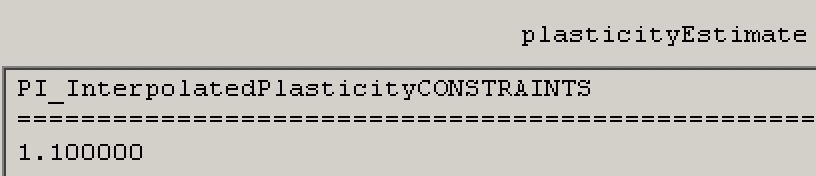 plasticityEstimate
PI_InterpolatedPlasticityCONSTRAINTS
==================================================
1.100000